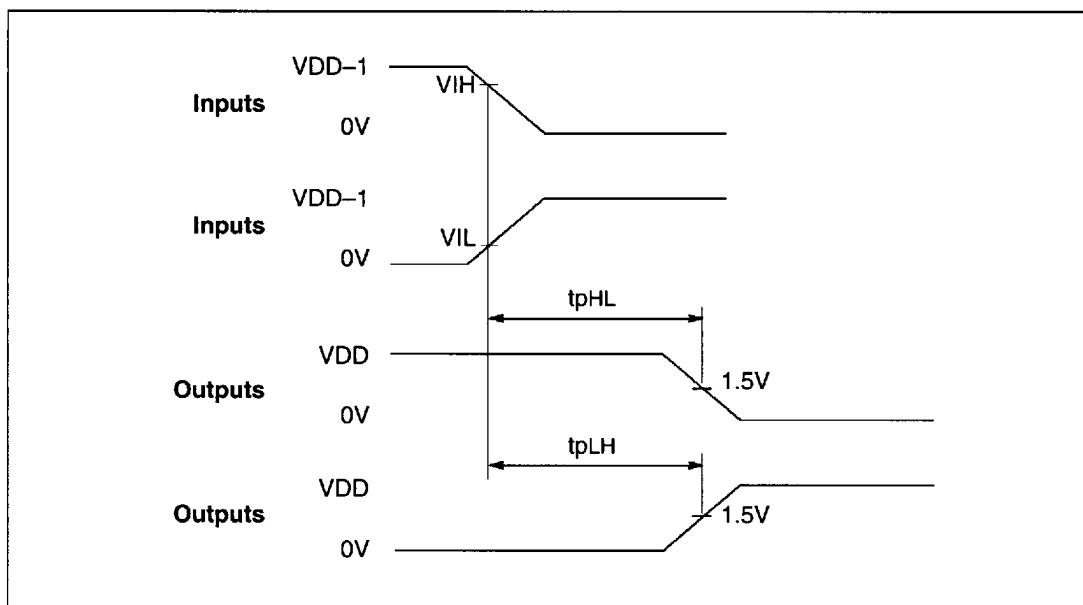 VDD–1
VIH
Inputs
0V
VDD–1
Inputs
VIL
0V
tpHL
VDD
1.5V
Outputs
0V
tpLH
VDD
Outputs
1.5V
0V